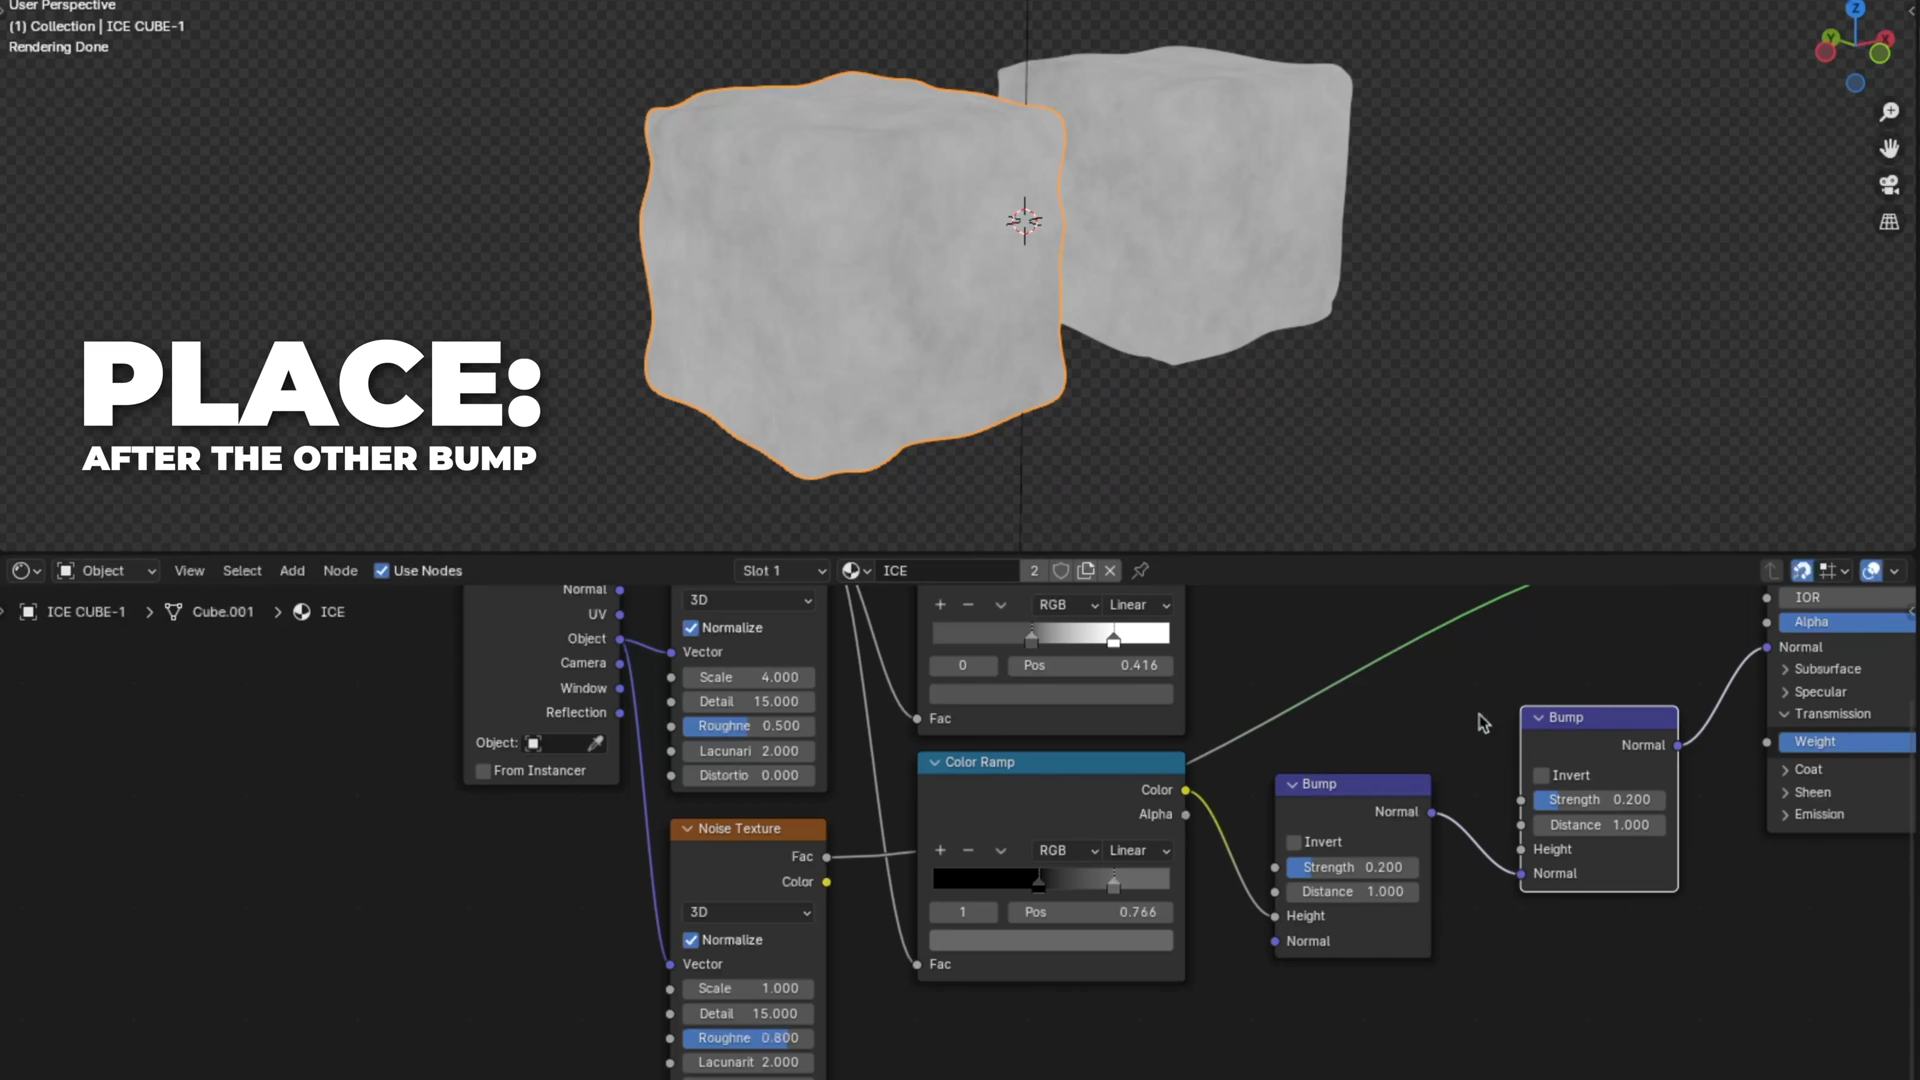 User Perspective
(1) Collection | ICE CUBE-1
Rendering Done
Z
Y
X
PLACE:
AFTER THE OTHER BUMP
Object
View
Select
Add
Node
Use Nodes
Slot 1
ICE
2
ICE CUBE-1
Cube.001
ICE
Normal
UV
Object
Camera
Window
Reflection
Object:
From Instancer
3D
Normalize
Vector
Scale 4.000
Detail 15.000
Roughne 0.500
Lacunari 2.000
Distortio 0.000
Noise Texture
Fac
Color
3D
Normalize
Vector
Scale 1.000
Detail 15.000
Roughne 0.800
Lacunarit 2.000
RGB
Linear
0
Pos 0.416
Fac
Color Ramp
Color
Alpha
RGB
Linear
1
Pos 0.766
Fac
Bump
Normal
Invert
Strength 0.200
Distance 1.000
Height
Normal
Bump
Normal
Invert
Strength 0.200
Distance 1.000
Height
Normal
IOR
Alpha
Normal
Subsurface
Specular
Transmission
Weight
Coat
Sheen
Emission